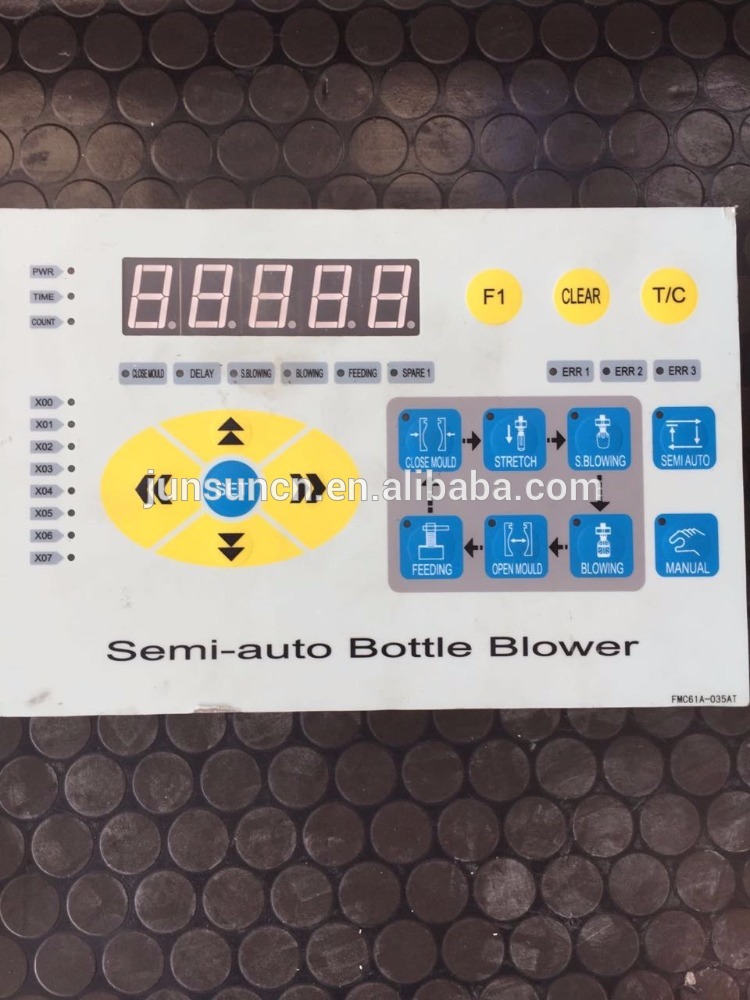 PWR
TIME
COUNT
88888
F1
CLEAR
T/C
CLOSE MOULD
DELAY
S.BLOWING
BLOWING
FEEDING
SPARE 1
ERR 1
ERR 2
ERR 3
X00
X01
X02
X03
X04
X05
X06
X07
CLOSE MOULD
STRETCH
S.BLOWING
SEMI AUTO
junsuncn.en.alibaba.com
FEEDING
OPEN MOULD
BLOWING
MANUAL
Semi-auto Bottle Blower
FMC61A-035AT